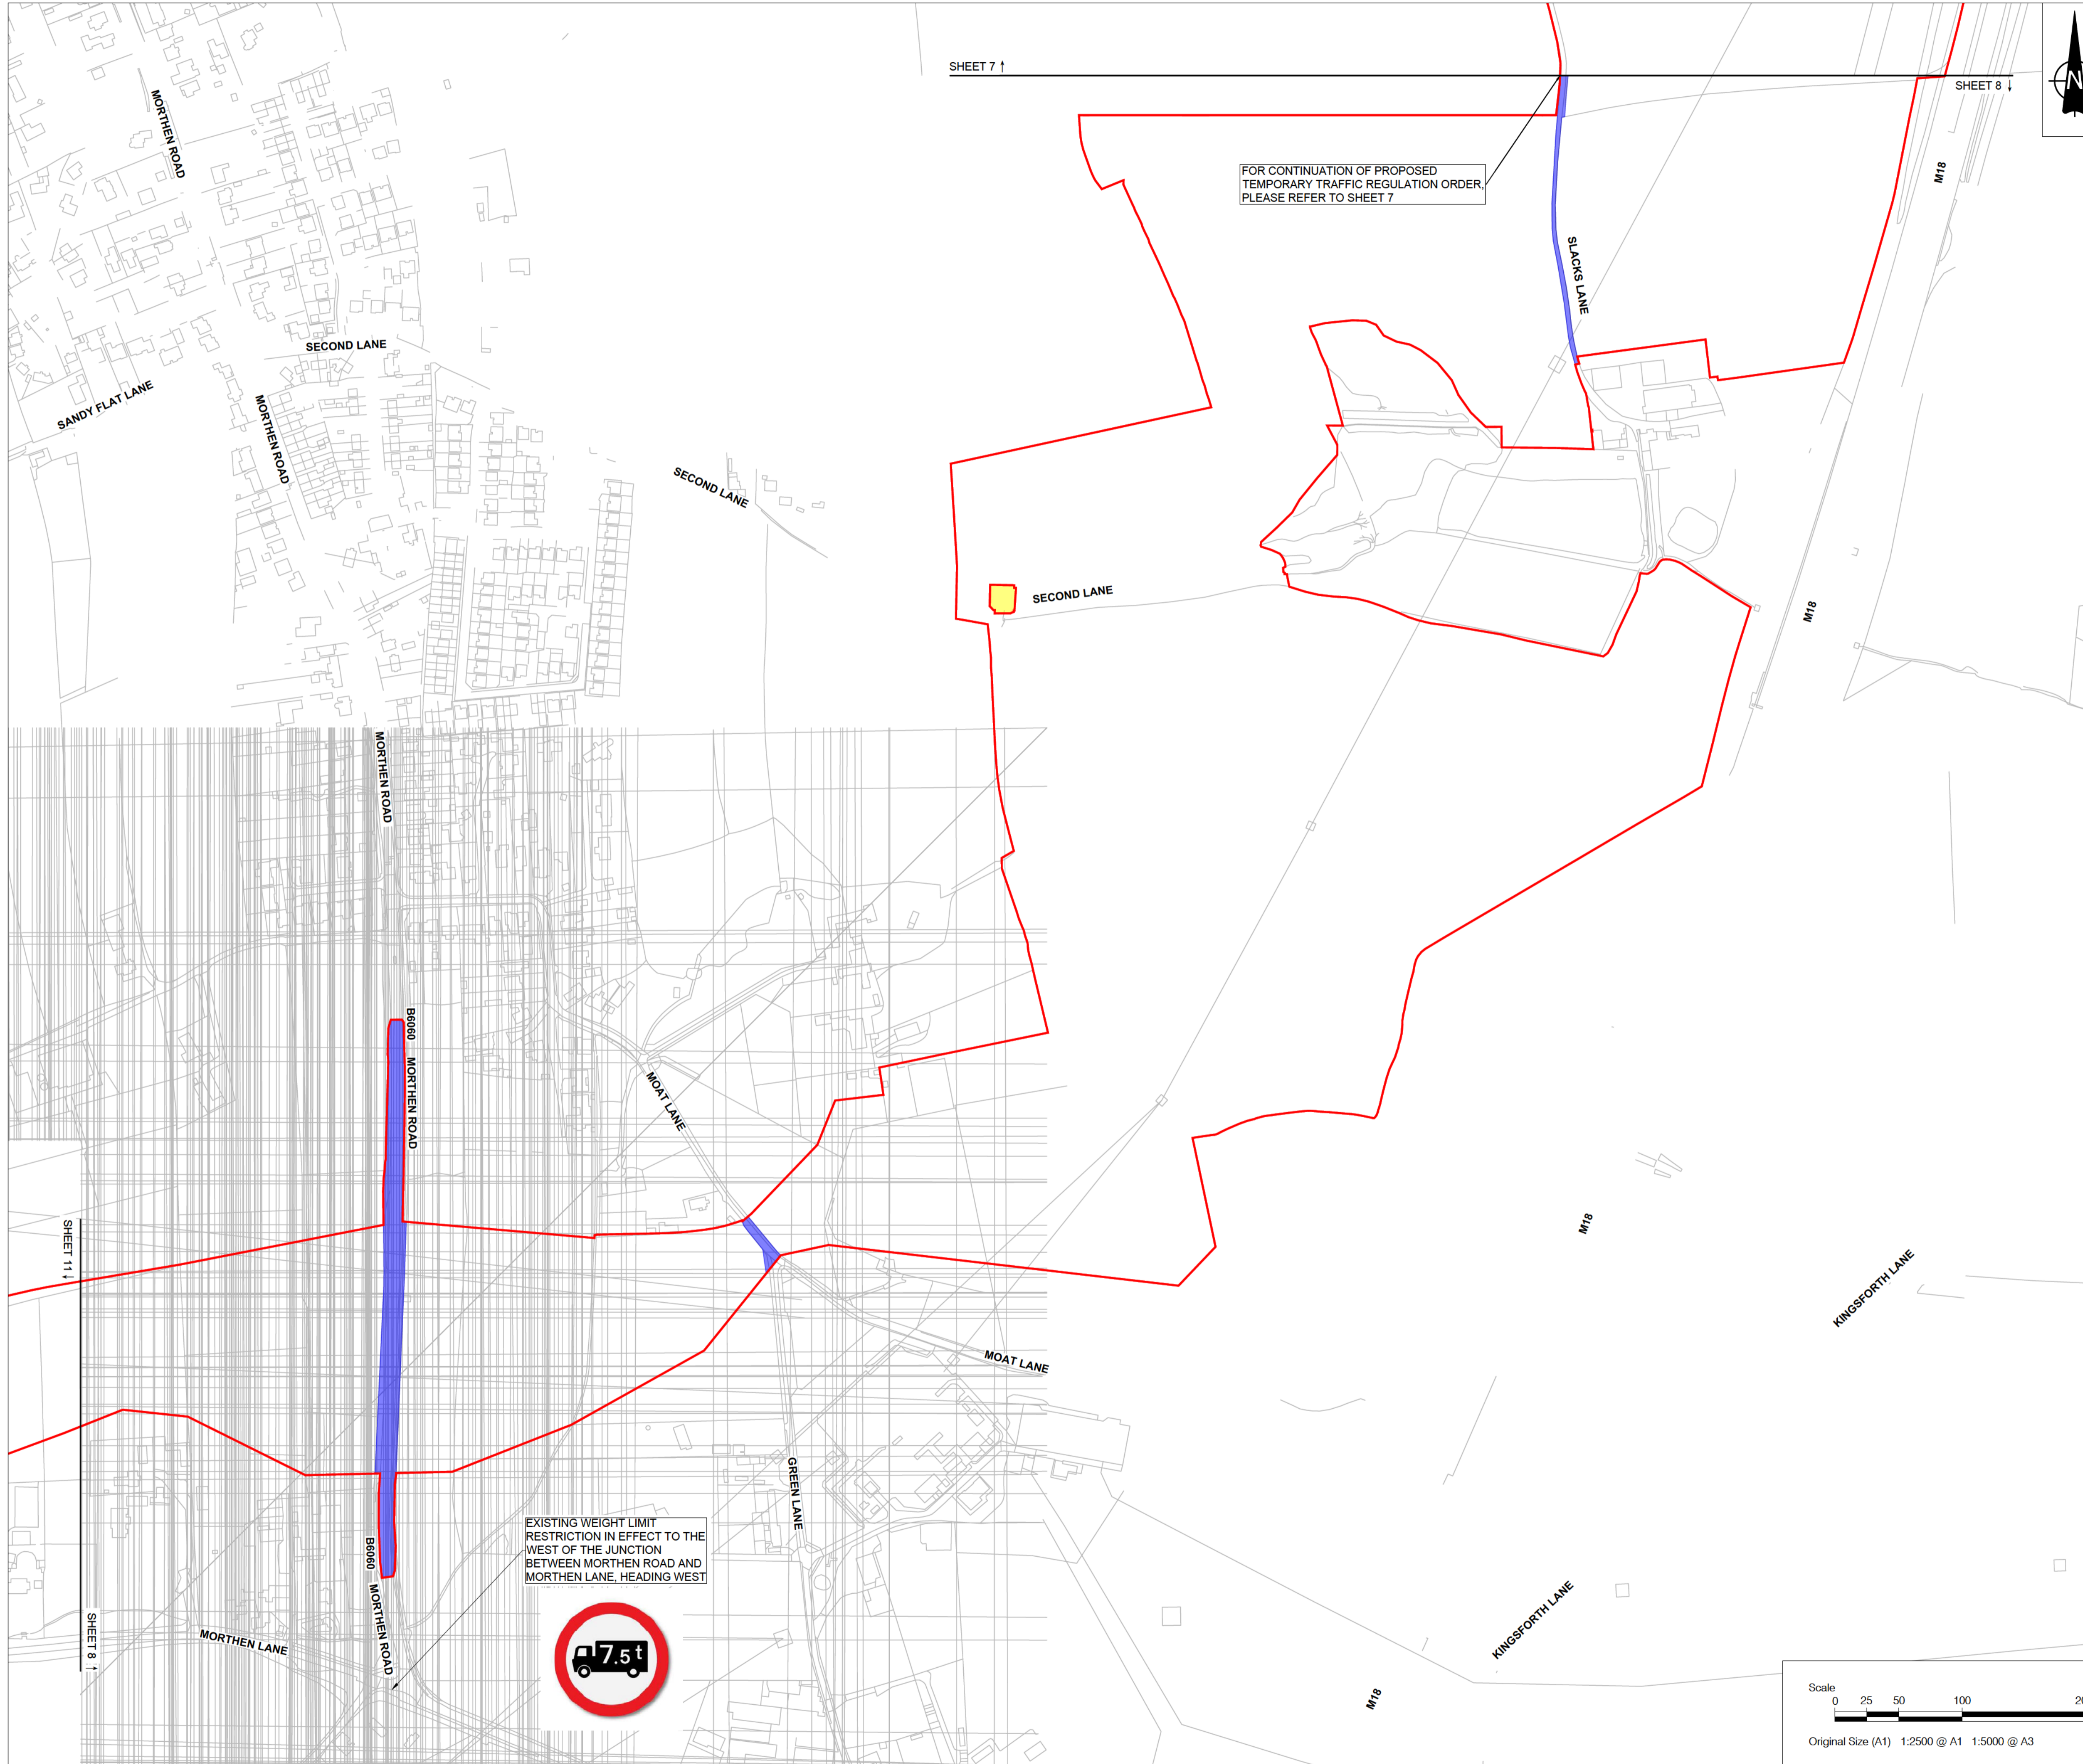 SHEET 7 ↑
SHEET 8 ↓
N
MORTHEN ROAD
M18
FOR CONTINUATION OF PROPOSED
TEMPORARY TRAFFIC REGULATION ORDER,
PLEASE REFER TO SHEET 7
SLACKS LANE
SECOND LANE
SANDY FLAT LANE
MORTHEN ROAD
SECOND LANE
SECOND LANE
M18
MORTHEN ROAD
B6060
MORTHEN ROAD
MOAT LANE
SHEET 11 ↓
M18
KINGSFORTH LANE
MOAT LANE
GREEN LANE
EXISTING WEIGHT LIMIT
RESTRICTION IN EFFECT TO THE
WEST OF THE JUNCTION
BETWEEN MORTHEN ROAD AND
MORTHEN LANE, HEADING WEST
B6060
MORTHEN ROAD
SHEET 8 ↑
MORTHEN LANE
7.5 t
KINGSFORTH LANE
M18
Scale
0 25 50 100
Original Size (A1) 1:2500 @ A1 1:5000 @ A3